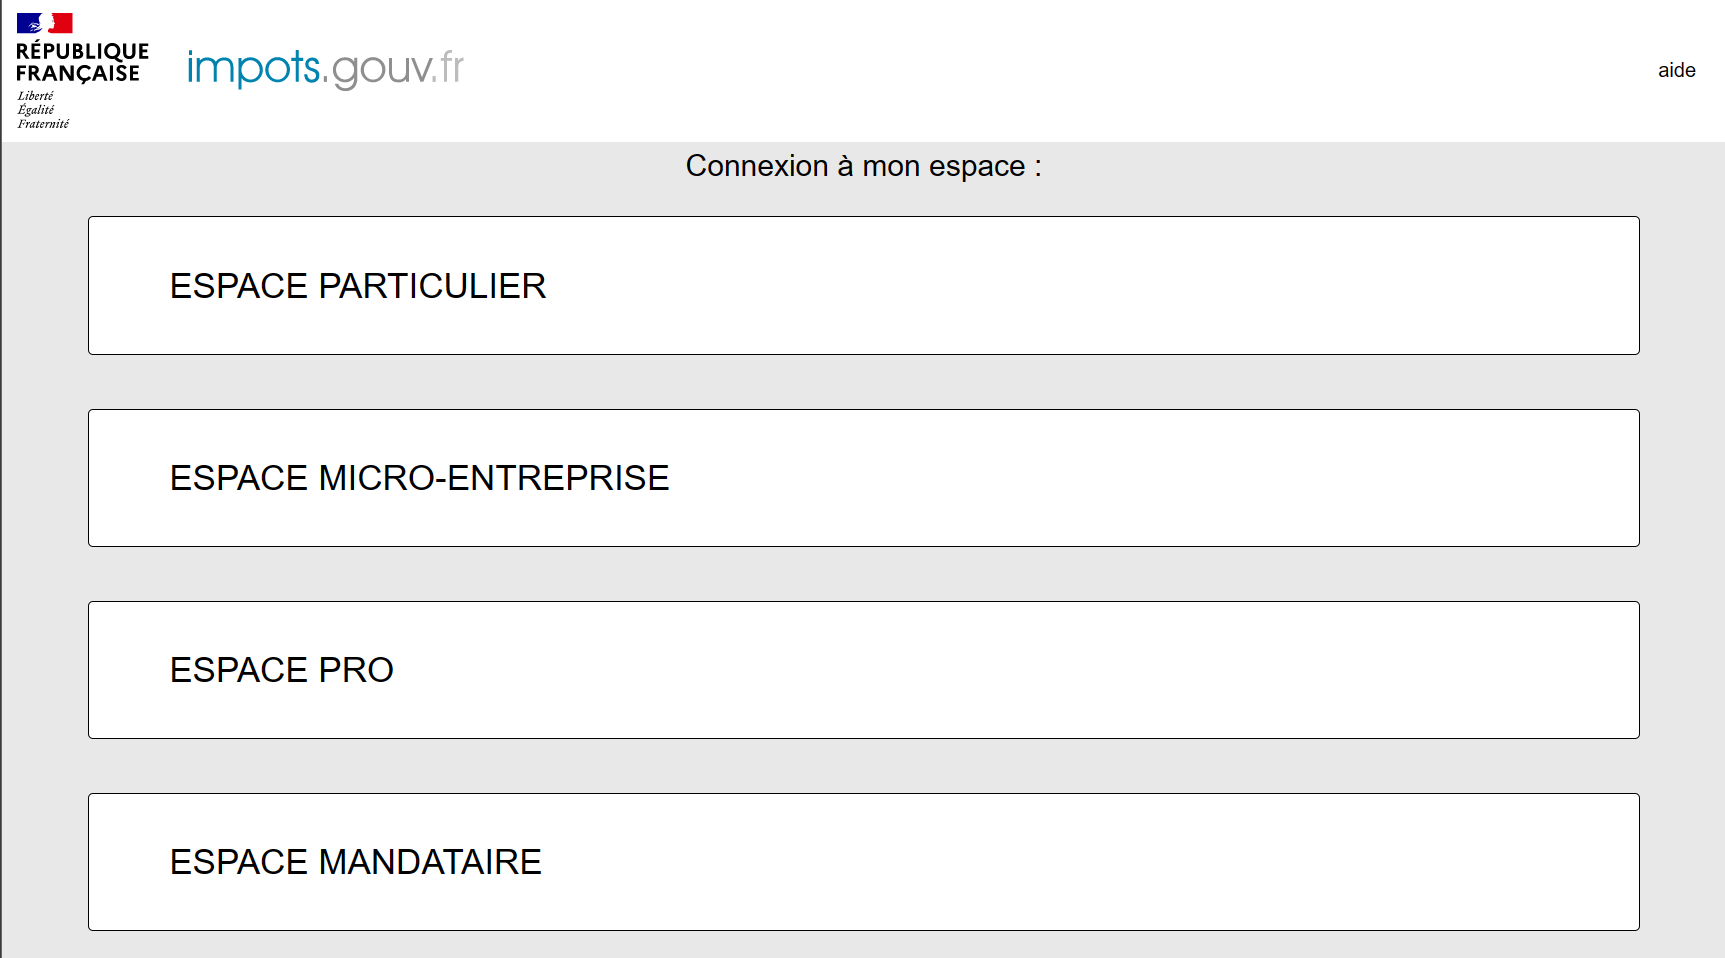 RÉPUBLIQUE
FRANÇAISE
Liberté
Égalité
Fraternité
impots.gouv.fr
aide
Connexion à mon espace :
ESPACE PARTICULIER
ESPACE MICRO-ENTREPRISE
ESPACE PRO
ESPACE MANDATAIRE